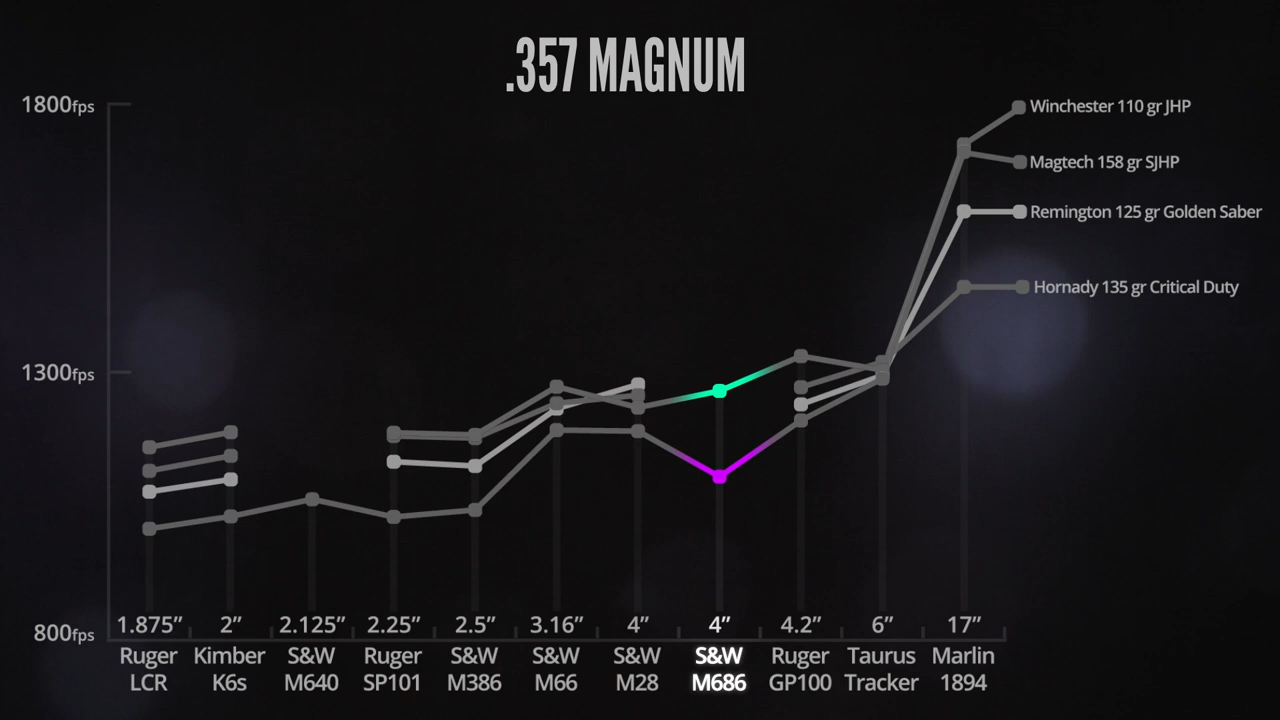 .357 MAGNUM
1800fps
Winchester 110 gr JHP
Magtech 158 gr SJHP
Remington 125 gr Golden Saber
Hornady 135 gr Critical Duty
1300fps
800fps
1.875” 2” 2.125” 2.25” 2.5” 3.16” 4” 4” 4.2” 6” 17”
Ruger Kimber S&W Ruger S&W S&W S&W S&W Ruger Taurus Marlin
LCR K6s M640 SP101 M386 M66 M28 M686 GP100 Tracker 1894